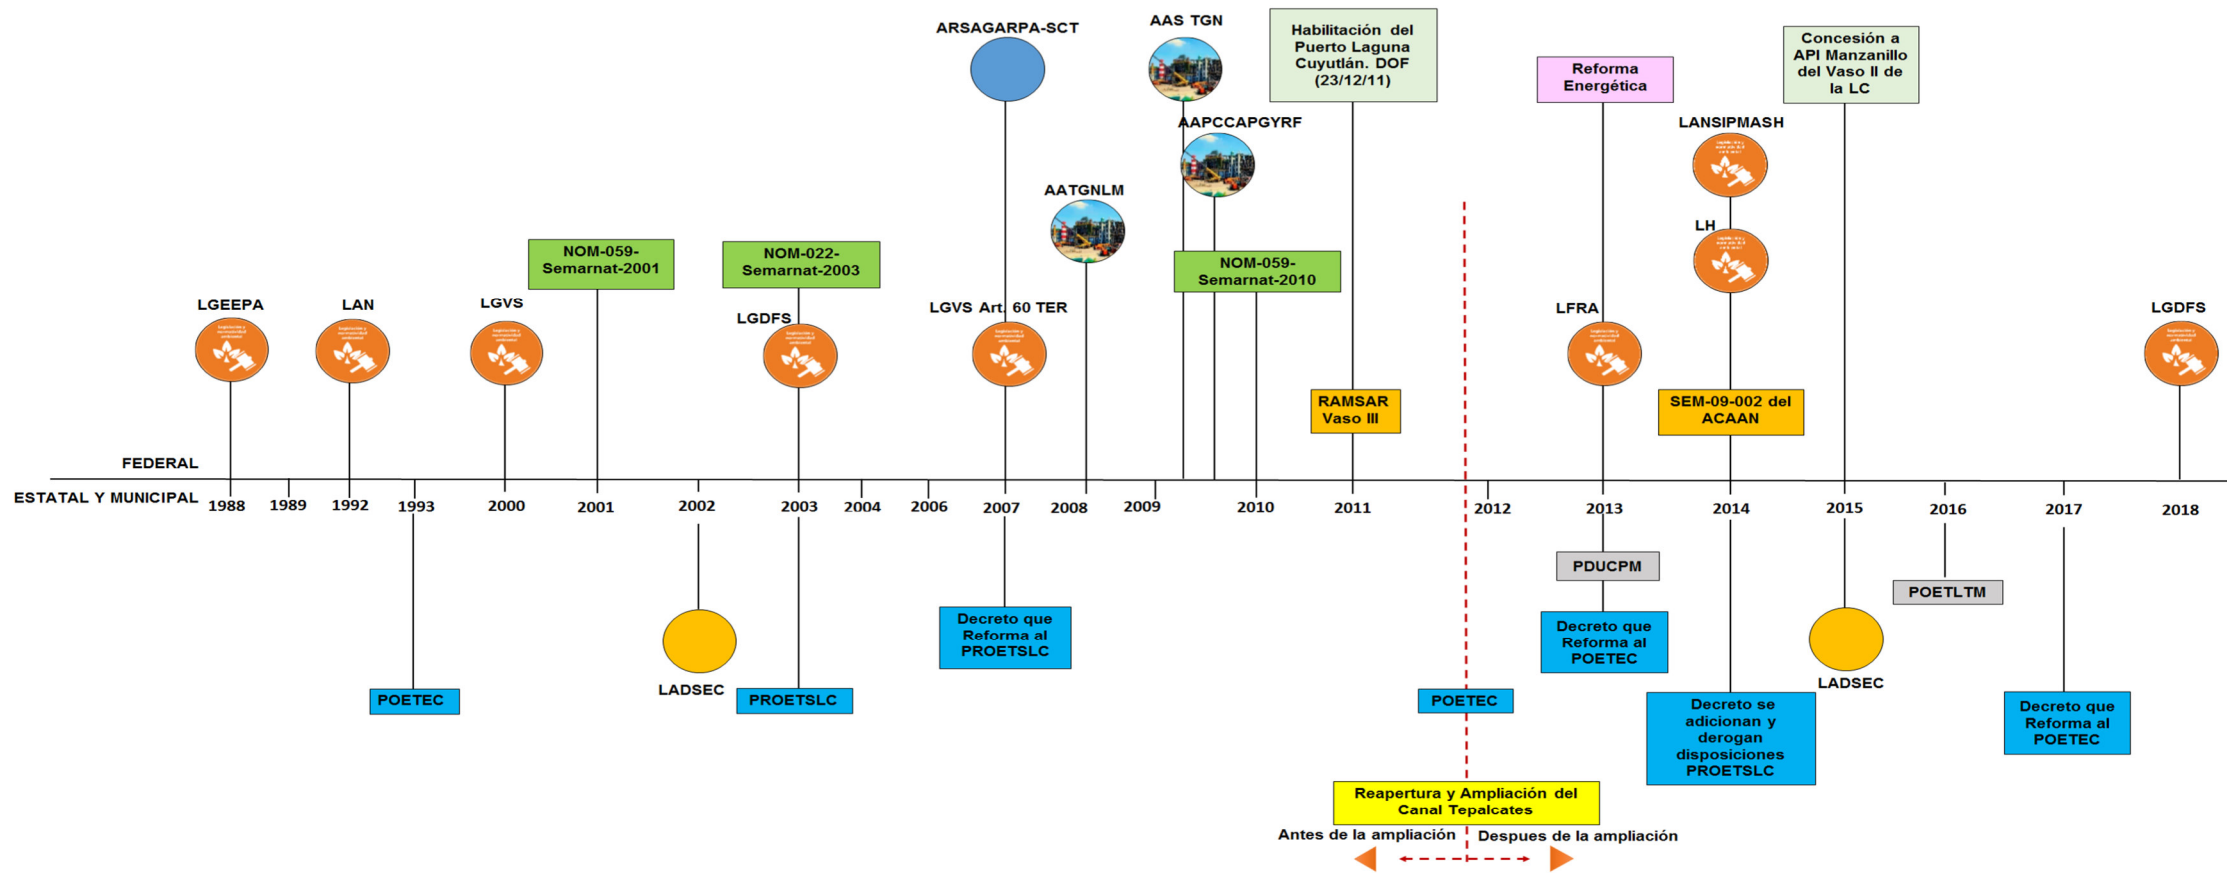 ARSAGARPA-SCT
AAS TGN
Habilitación del
Puerto Laguna
Cuyutlán. DOF
(23/12/11)
Concesión a
API Manzanillo
del Vaso II de
la LC
Reforma
Energética
AAPCCAPGYRF
LANSIPMASH
AATGNLM
LH
NOM-059-
Semarnat-2001
NOM-022-
Semarnat-2003
NOM-059-
Semarnat-2010
LGEEPA
LAN
LGVS
LGDFS
LGVS Art. 60 TER
LFRA
LGDFS
RAMSAR
Vaso III
SEM-09-002 del
ACAAN
FEDERAL
ESTATAL Y MUNICIPAL
1988 1989 1992 1993 2000 2001 2002 2003 2004 2006 2007 2008 2009 2010 2011 2012 2013 2014 2015 2016 2017 2018
PDUCPM
POETLTM
Decreto que
Reforma al
PROETSLC
Decreto que
Reforma al
POETEC
LADSEC
LADSEC
POETEC
PROETSLC
POETEC
Decreto se
adicionan y
derogan
disposiciones
PROETSLC
Decreto que
Reforma al
POETEC
Reapertura y Ampliación del
Canal Tepalcates
Antes de la ampliación
Despues de la ampliación